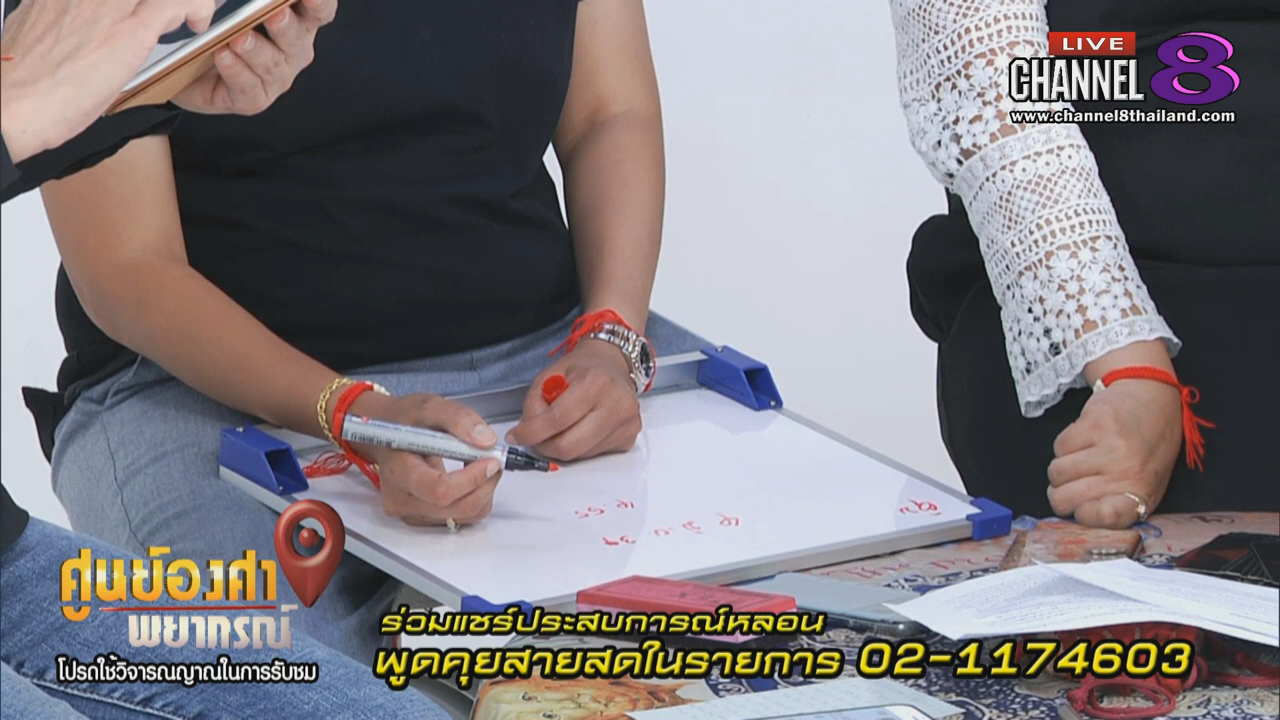 LIVE
CHANNEL 8
www.channel8thailand.com
ศูนย์องศา
พยากรณ์
โปรดใช้วิจารณญาณในการรับชม
ร่วมแชร์ประสบการณ์หลอน
พูดคุยสายสดในรายการ 02-1174603